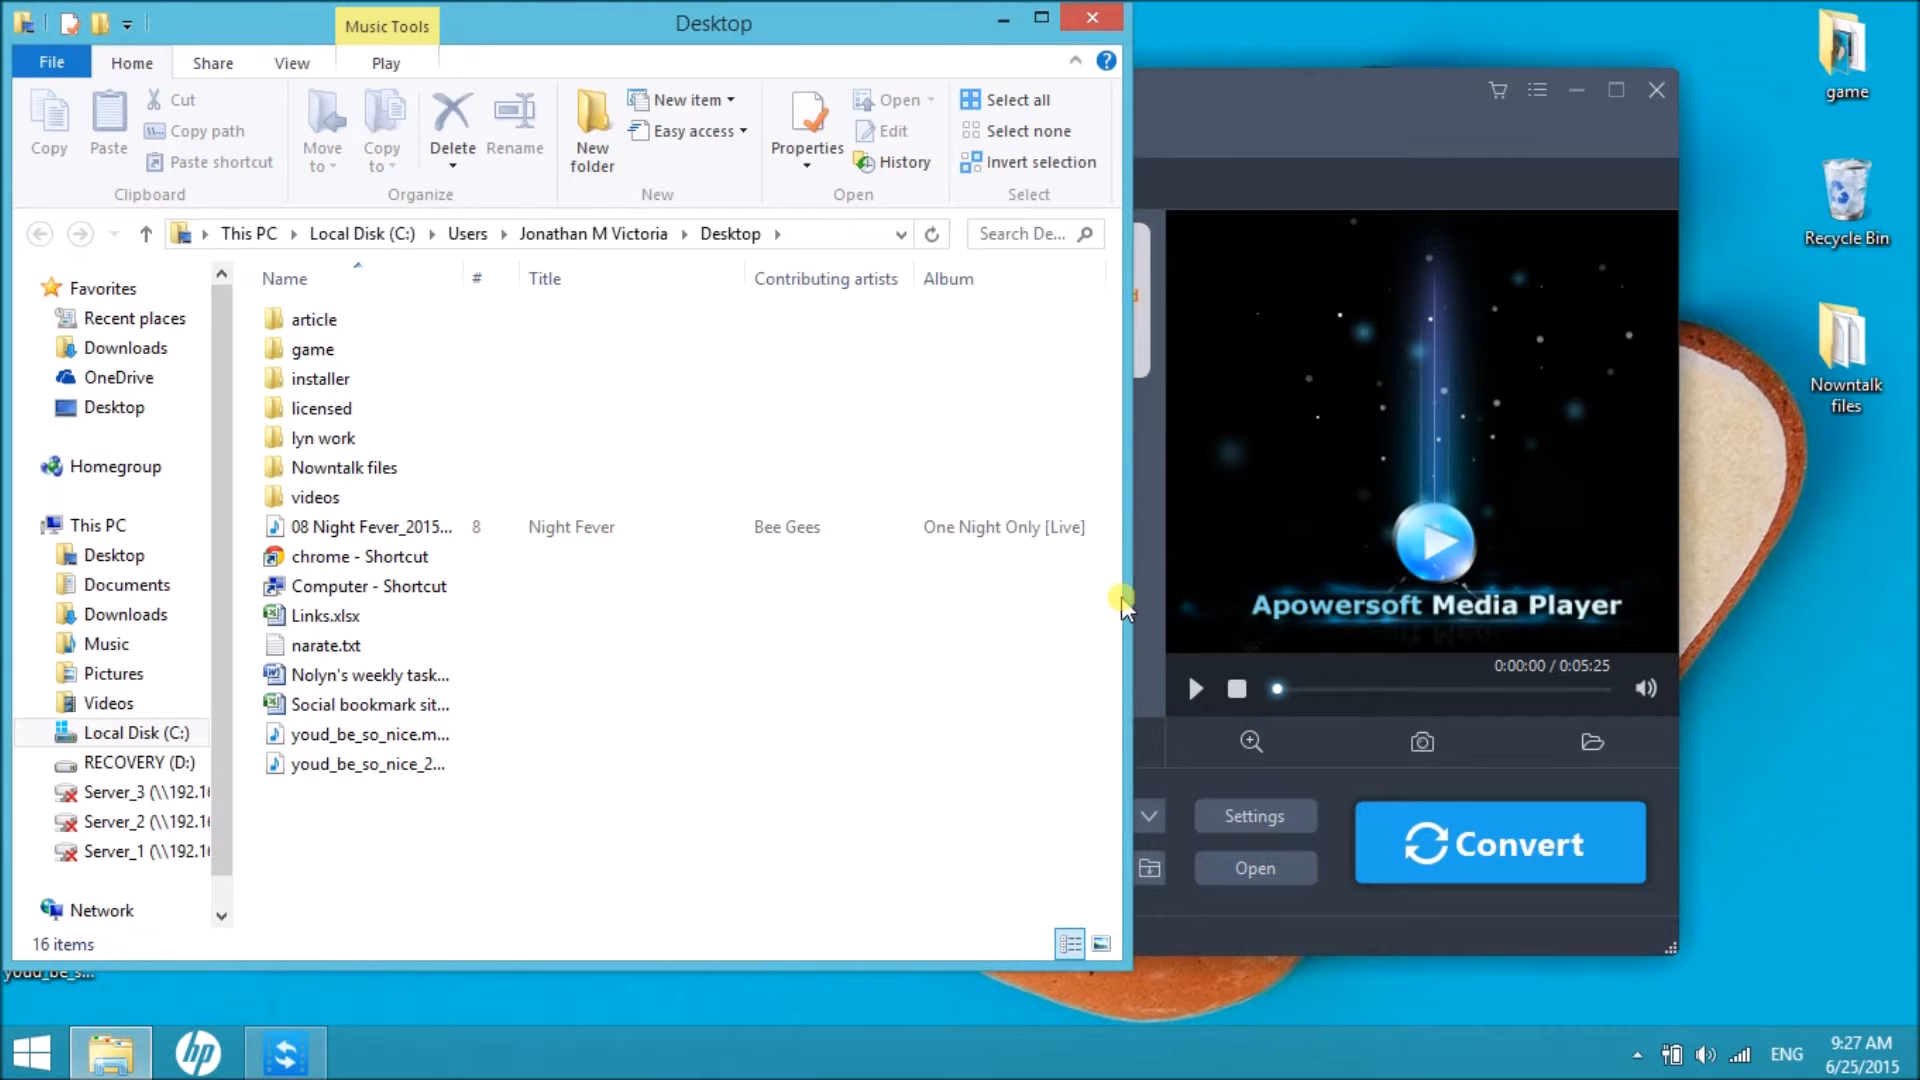 Music Tools
Desktop
File
Home
Share
View
Play
Copy
Paste
Cut
Copy path
Paste shortcut
Clipboard
Move to
Copy to
Delete
Rename
Organize
New folder
New item
Easy access
New
Properties
Open
Edit
History
Open
Select all
Select none
Invert selection
Select
This PC
Local Disk (C:)
Users
Jonathan M Victoria
Desktop
Search De...
Favorites
Recent places
Downloads
OneDrive
Desktop
Homegroup
This PC
Desktop
Documents
Downloads
Music
Pictures
Videos
Local Disk (C:)
RECOVERY (D:)
Server_3 (\\192.16
Server_2 (\\192.16
Server_1 (\\192.16
Network
Name # Title Contributing artists Album
article
game
installer
licensed
lyn work
Nowntalk files
videos
08 Night Fever_2015... 8 Night Fever Bee Gees One Night Only [Live]
chrome - Shortcut
Computer - Shortcut
Links.xlsx
narate.txt
Nolyn's weekly task...
Social bookmark sit...
youd_be_so_nice.m...
youd_be_so_nice_2...
16 items
youd_be_s...
Apowersoft Media Player
0:00:00 / 0:05:25
Settings
Open
Convert
game
Recycle Bin
Nowntalk
files
hp
ENG
9:27 AM
6/25/2015